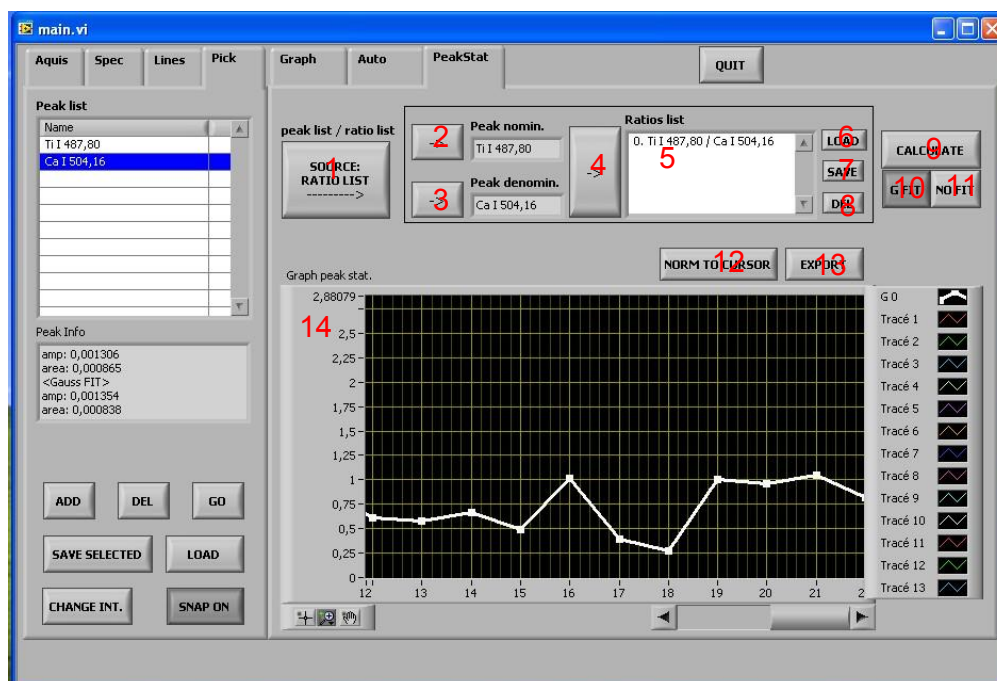 main.vi
Aquis Spec Lines Pick
Graph Auto PeakStat
QUIT
Peak list
Name
Ti I 487,80
Ca I 504,16
Peak Info
amp: 0,001306
area: 0,000865
<Gauss FIT>
amp: 0,001354
area: 0,000838
ADD DEL GO
SAVE SELECTED LOAD
CHANGE INT. SNAP ON
peak list / ratio list
SOURCE:
RATIO LIST
--------->
1
2
->
Peak nomin.
Ti I 487,80
3
->
Peak denomin.
Ca I 504,16
4
->
Ratios list
0. Ti I 487,80 / Ca I 504,16
5
6
LOAD
7
SAVE
8
DEL
CALCULATE
9
G FIT NO FIT
10 11
NORM TO CURSOR EXPORT
12 13
Graph peak stat.
14
2,88079
2,5
2,25
2
1,75
1,5
1,25
1
0,75
0,5
0,25
0
12 13 14 15 16 17 18 19 20 21 2
G 0
Tracé 1
Tracé 2
Tracé 3
Tracé 4
Tracé 5
Tracé 6
Tracé 7
Tracé 8
Tracé 9
Tracé 10
Tracé 11
Tracé 12
Tracé 13